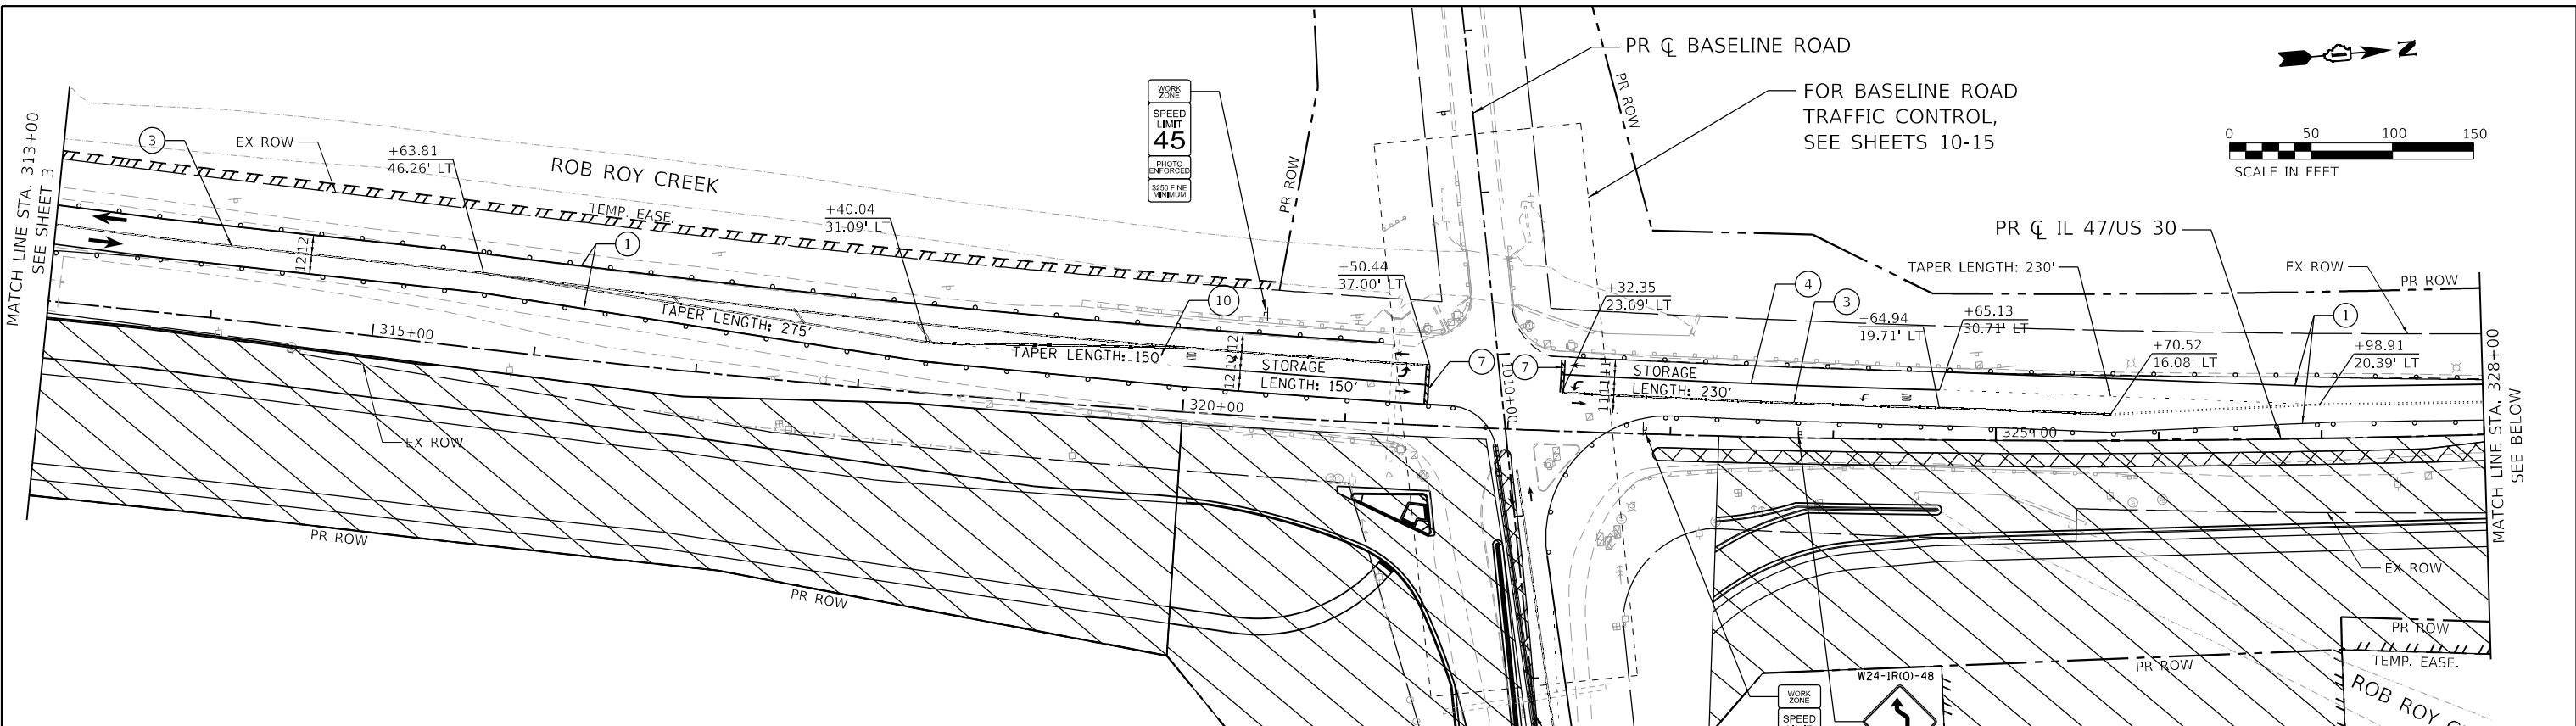 MATCH LINE STA. 313+00
SEE SHEET 3
3
EX ROW
+63.81
46.26' LT
ROB ROY CREEK
TEMP. EASE.
1
+40.04
31.09' LT
WORK
ZONE
SPEED
LIMIT
45
PHOTO
ENFORCED
$250 FINE
MINIMUM
PR ROW
PR ℄ BASELINE ROAD
PR ROW
FOR BASELINE ROAD
TRAFFIC CONTROL,
SEE SHEETS 10-15
N
0 50 100 150
SCALE IN FEET
PR ℄ IL 47/US 30
TAPER LENGTH: 230'
EX ROW
PR ROW
12 12
315+00
TAPER LENGTH: 275'
10
TAPER LENGTH: 150'
12 12 12
STORAGE
LENGTH: 150'
+50.44
37.00' LT
7
7
1010+00
+32.35
23.69' LT
11 11 11
STORAGE
LENGTH: 230'
4
3
+64.94
19.71' LT
+65.13
30.71' LT
+70.52
16.08' LT
1
+98.91
20.39' LT
320+00
325+00
MATCH LINE STA. 328+00
SEE BELOW
EX ROW
PR ROW
PR ROW
EX ROW
PR ROW
PR ROW
TEMP. EASE.
ROB ROY C
W24-1R(O)-48
WORK
ZONE
SPEED